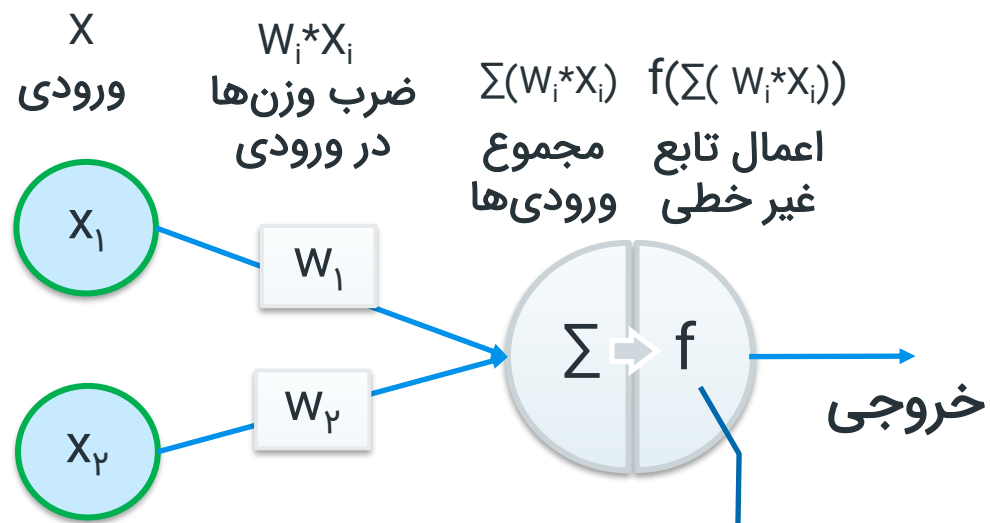 X
ورودی
Wᵢ*Xᵢ
ضرب وزن‌ها
در ورودی
∑(Wᵢ*Xᵢ)
مجموع
ورودی‌ها
f(∑( Wᵢ*Xᵢ))
اعمال تابع
غیر خطی
X۱
W۱
X۲
W۲
∑
f
خروجی